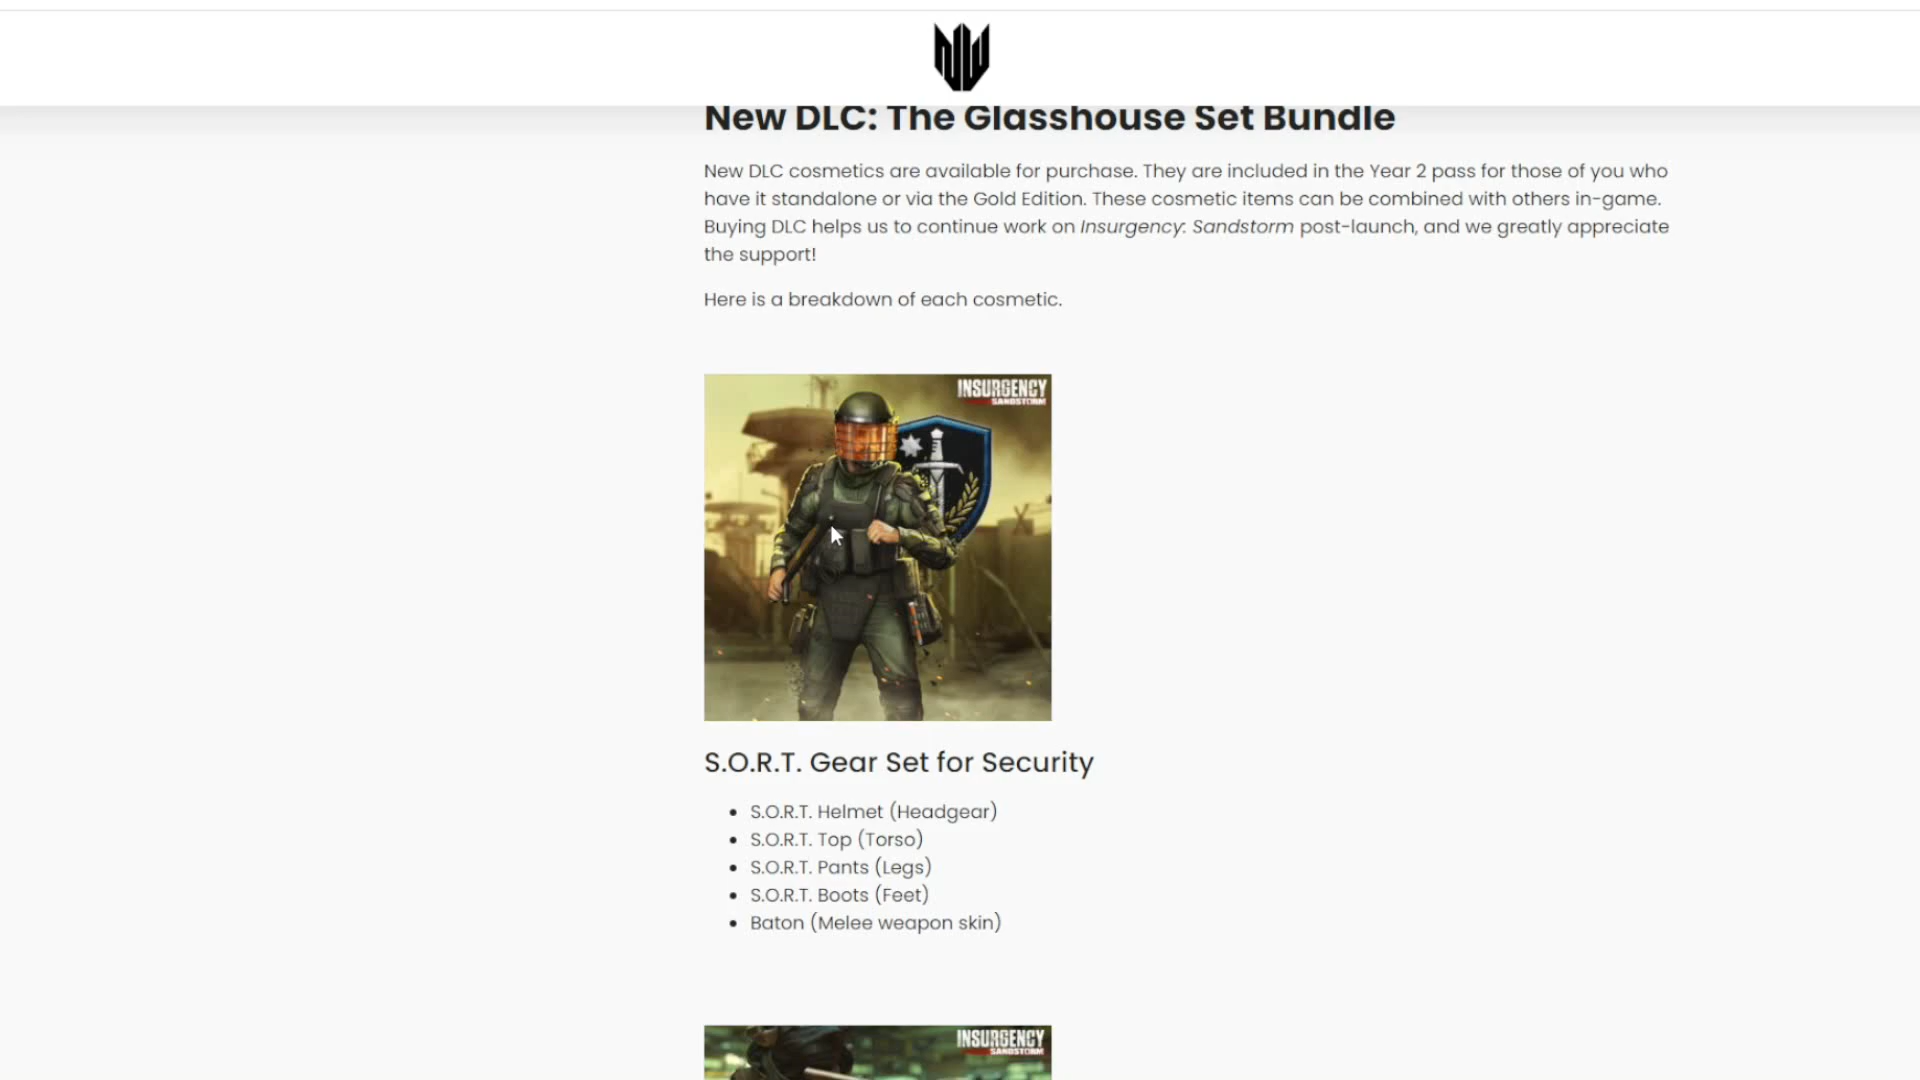 New DLC: The Glasshouse Set Bundle
New DLC cosmetics are available for purchase. They are included in the Year 2 pass for those of you who
have it standalone or via the Gold Edition. These cosmetic items can be combined with others in-game.
Buying DLC helps us to continue work on Insurgency: Sandstorm post-launch, and we greatly appreciate
the support!
Here is a breakdown of each cosmetic.
INSURGENCY
SANDSTORM
S.O.R.T. Gear Set for Security
• S.O.R.T. Helmet (Headgear)
• S.O.R.T. Top (Torso)
• S.O.R.T. Pants (Legs)
• S.O.R.T. Boots (Feet)
• Baton (Melee weapon skin)
INSURGENCY
SANDSTORM